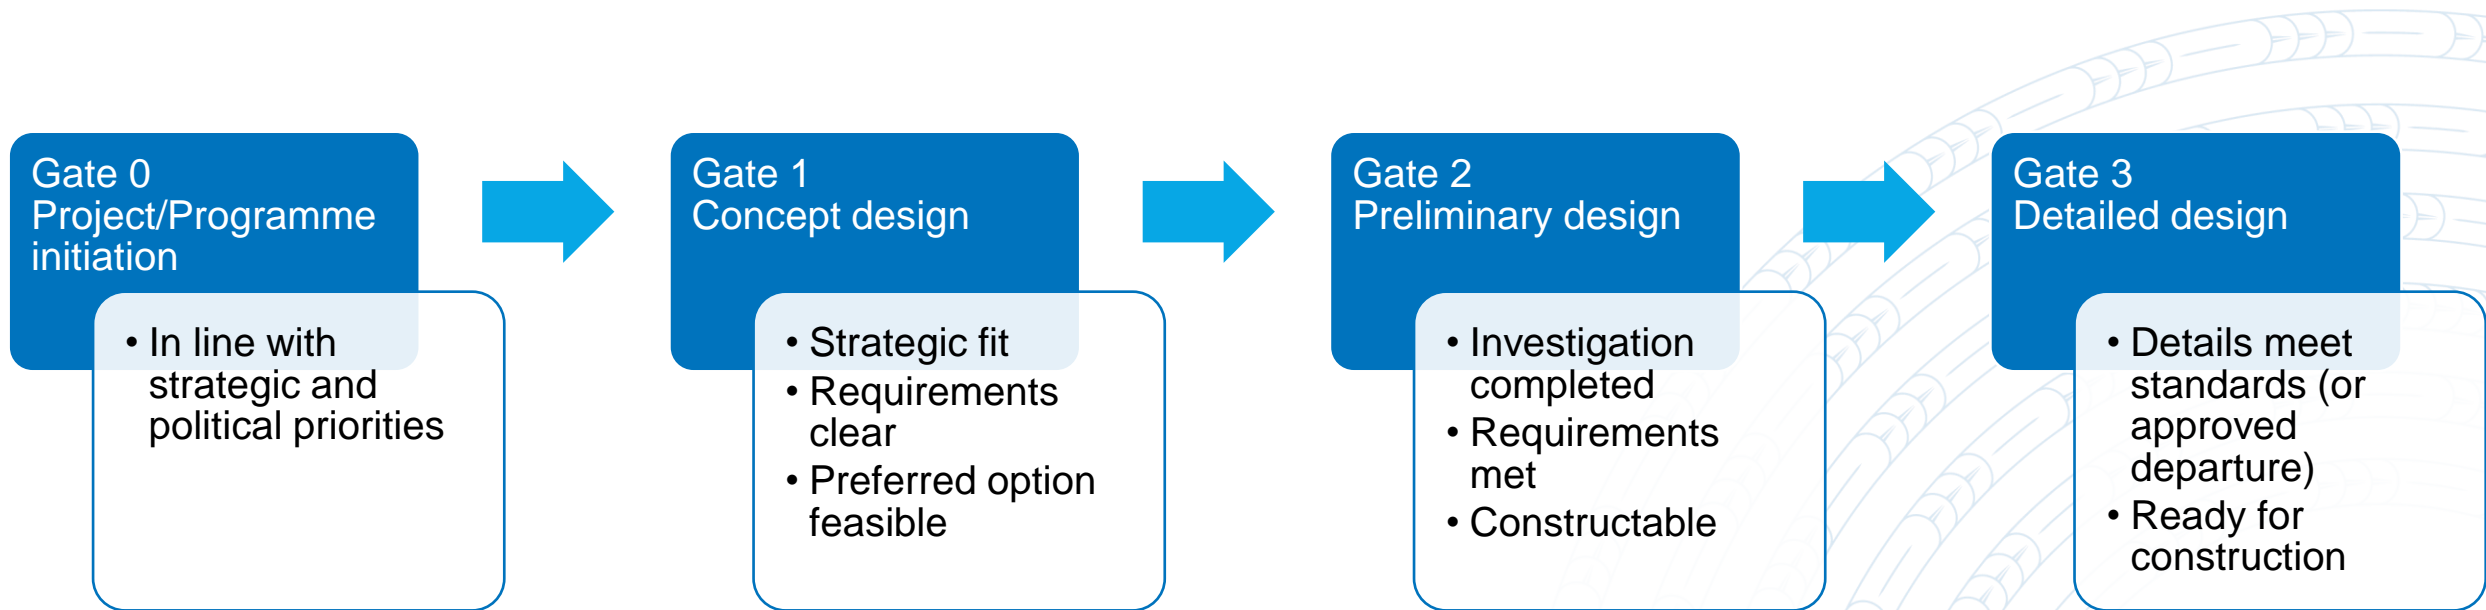 Gate 0
Project/Programme
initiation
• In line with
strategic and
political priorities
Gate 1
Concept design
• Strategic fit
• Requirements
clear
• Preferred option
feasible
Gate 2
Preliminary design
• Investigation
completed
• Requirements
met
• Constructable
Gate 3
Detailed design
• Details meet
standards (or
approved
departure)
• Ready for
construction